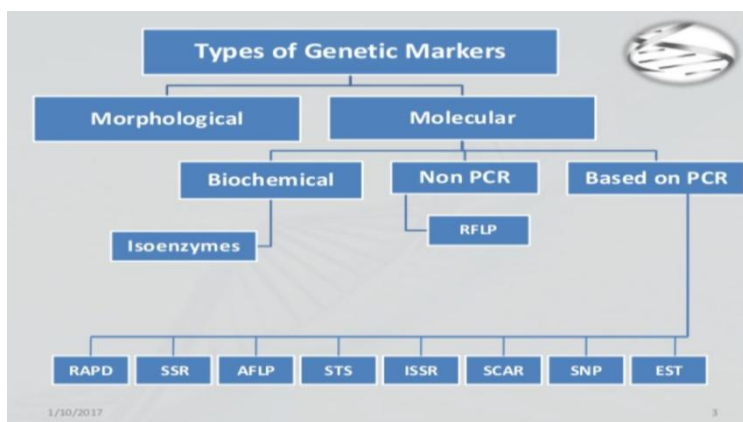 Types of Genetic Markers
Morphological
Molecular
Biochemical
Non PCR
Based on PCR
Isoenzymes
RFLP
RAPD
SSR
AFLP
STS
ISSR
SCAR
SNP
EST
1/10/2017
3